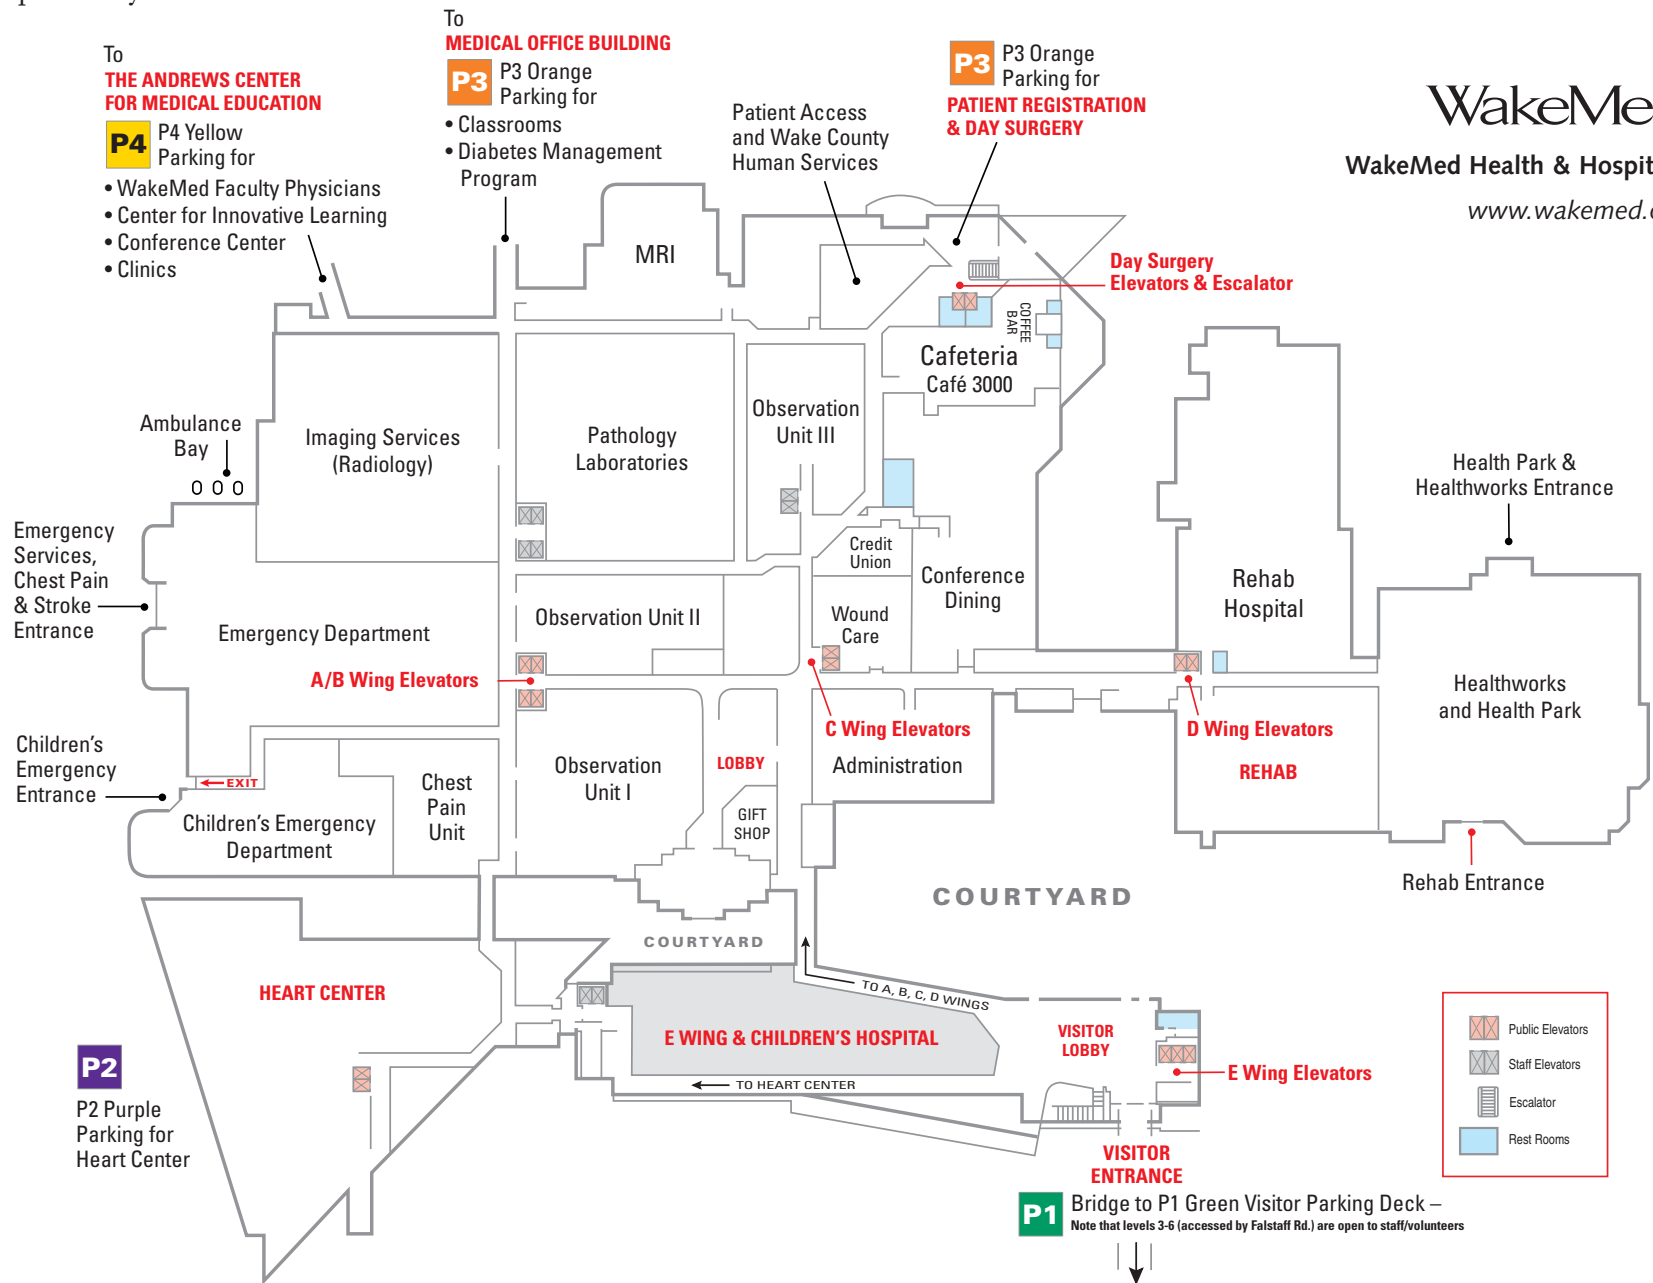 To
THE ANDREWS CENTER
FOR MEDICAL EDUCATION
P4
P4 Yellow
Parking for
• WakeMed Faculty Physicians
• Center for Innovative Learning
• Conference Center
• Clinics
To
MEDICAL OFFICE BUILDING
P3
P3 Orange
Parking for
• Classrooms
• Diabetes Management
Program
Patient Access
and Wake County
Human Services
P3
P3 Orange
Parking for
PATIENT REGISTRATION
& DAY SURGERY
WakeMe
WakeMed Health & Hospit
www.wakemed.
MRI
Day Surgery
Elevators & Escalator
COFFEE
BAR
Cafeteria
Café 3000
Ambulance
Bay
Imaging Services
(Radiology)
Pathology
Laboratories
Observation
Unit III
Health Park &
Healthworks Entrance
Emergency
Services,
Chest Pain
& Stroke
Entrance
Credit
Union
Conference
Dining
Rehab
Hospital
Emergency Department
Observation Unit II
Wound
Care
A/B Wing Elevators
C Wing Elevators
D Wing Elevators
Healthworks
and Health Park
Children's
Emergency
Entrance
EXIT
Children's Emergency
Department
Chest
Pain
Unit
Observation
Unit I
LOBBY
GIFT
SHOP
Administration
REHAB
Rehab Entrance
COURTYARD
COURTYARD
HEART CENTER
TO A, B, C, D WINGS
E WING & CHILDREN'S HOSPITAL
VISITOR
LOBBY
TO HEART CENTER
E Wing Elevators
P2
P2 Purple
Parking for
Heart Center
VISITOR
ENTRANCE
P1
Bridge to P1 Green Visitor Parking Deck –
Note that levels 3-6 (accessed by Falstaff Rd.) are open to staff/volunteers
Public Elevators
Staff Elevators
Escalator
Rest Rooms